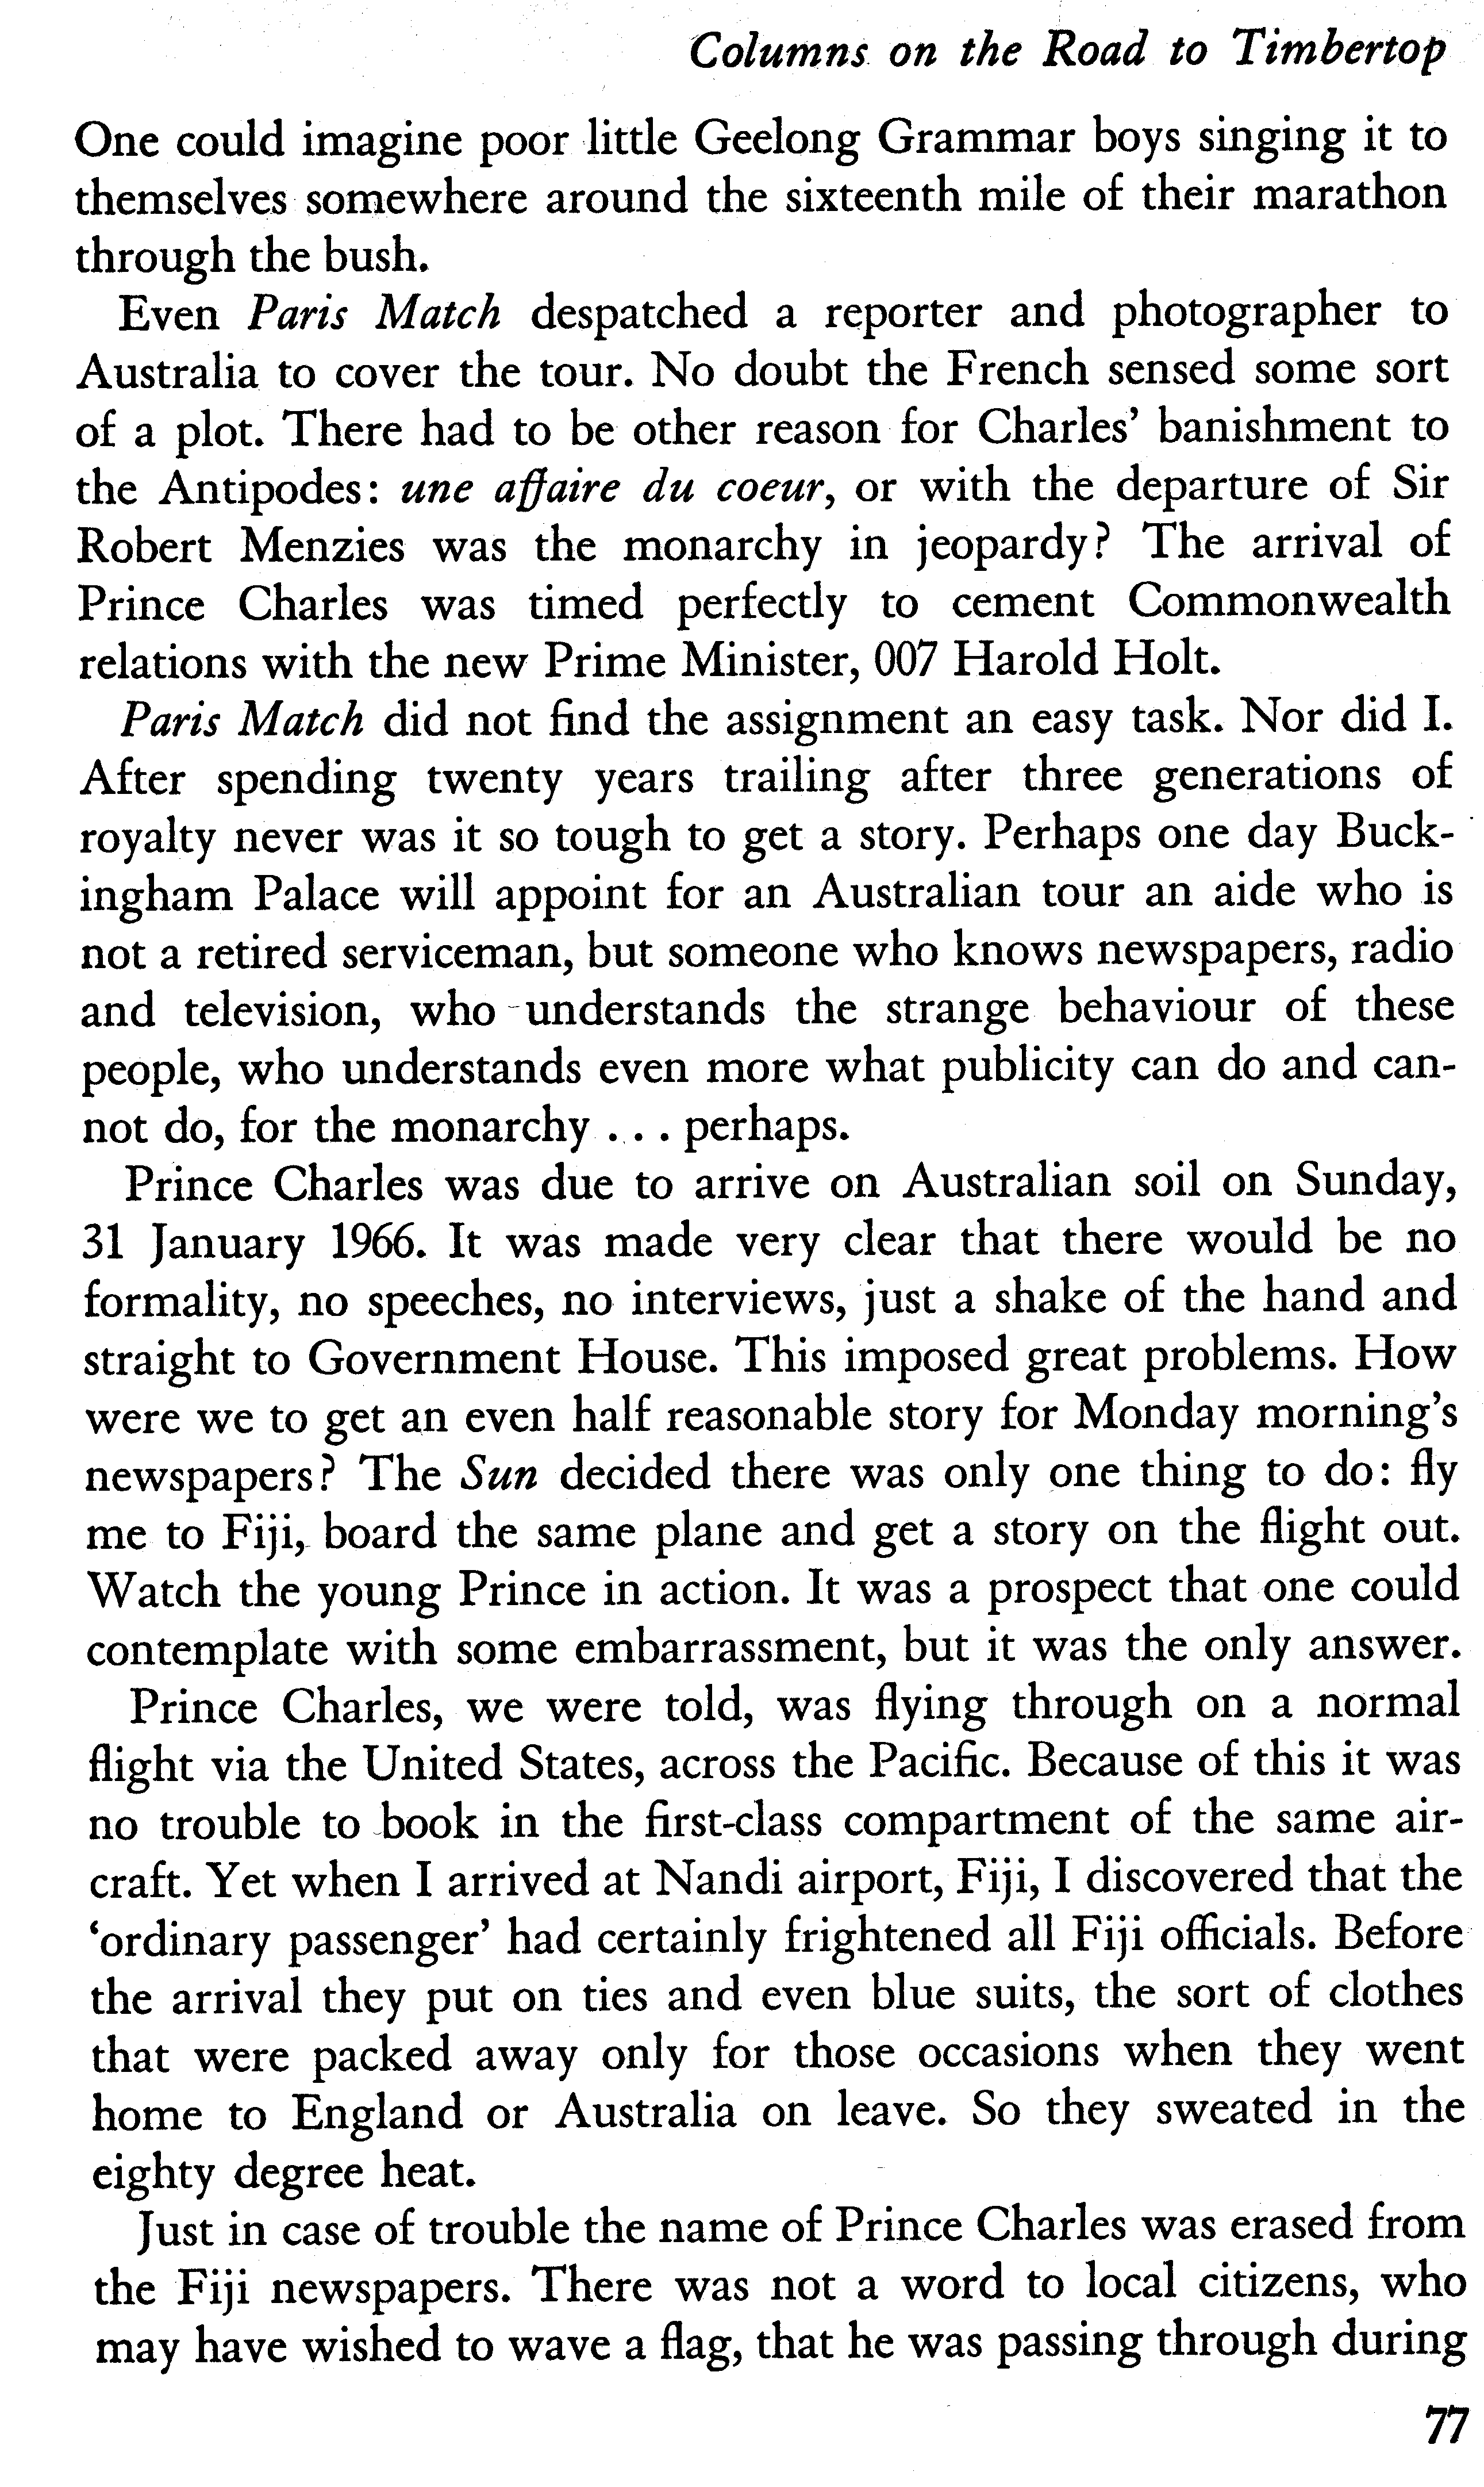 Columns on the Road to Timbertop
One could imagine poor little Geelong Grammar boys singing it to
themselves somewhere around the sixteenth mile of their marathon
through the bush.
Even Paris Match despatched a reporter and photographer to
Australia to cover the tour. No doubt the French sensed some sort
of a plot. There had to be other reason for Charles’ banishment to
the Antipodes: une affaire du coeur, or with the departure of Sir
Robert Menzies was the monarchy in jeopardy? The arrival of
Prince Charles was timed perfectly to cement Commonwealth
relations with the new Prime Minister, 007 Harold Holt.
Paris Match did not find the assignment an easy task. Nor did I.
After spending twenty years trailing after three generations of
royalty never was it so tough to get a story. Perhaps one day Buck-
ingham Palace will appoint for an Australian tour an aide who is
not a retired serviceman, but someone who knows newspapers, radio
and television, who understands the strange behaviour of these
people, who understands even more what publicity can do and can-
not do, for the monarchy . . . perhaps.
Prince Charles was due to arrive on Australian soil on Sunday,
31 January 1966. It was made very clear that there would be no
formality, no speeches, no interviews, just a shake of the hand and
straight to Government House. This imposed great problems. How
were we to get an even half reasonable story for Monday morning’s
newspapers? The Sun decided there was only one thing to do: fly
me to Fiji, board the same plane and get a story on the flight out.
Watch the young Prince in action. It was a prospect that one could
contemplate with some embarrassment, but it was the only answer.
Prince Charles, we were told, was flying through on a normal
flight via the United States, across the Pacific. Because of this it was
no trouble to book in the first-class compartment of the same air-
craft. Yet when I arrived at Nandi airport, Fiji, I discovered that the
‘ordinary passenger’ had certainly frightened all Fiji officials. Before
the arrival they put on ties and even blue suits, the sort of clothes
that were packed away only for those occasions when they went
home to England or Australia on leave. So they sweated in the
eighty degree heat.
Just in case of trouble the name of Prince Charles was erased from
the Fiji newspapers. There was not a word to local citizens, who
may have wished to wave a flag, that he was passing through during
77